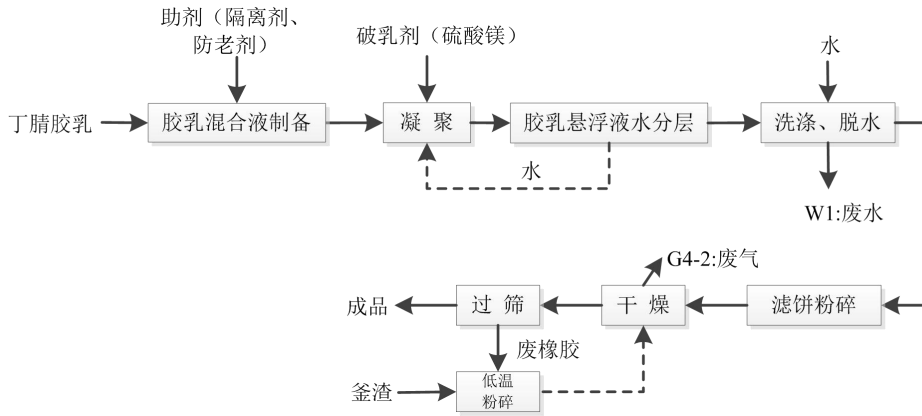 助剂（隔离剂、
防老剂）
破乳剂（硫酸镁）
水
丁腈胶乳
胶乳混合液制备
凝 聚
胶乳悬浮液水分层
洗涤、脱水
水
W1:废水
G4-2:废气
成品
过 筛
干 燥
滤饼粉碎
废橡胶
釜渣
低温
粉碎